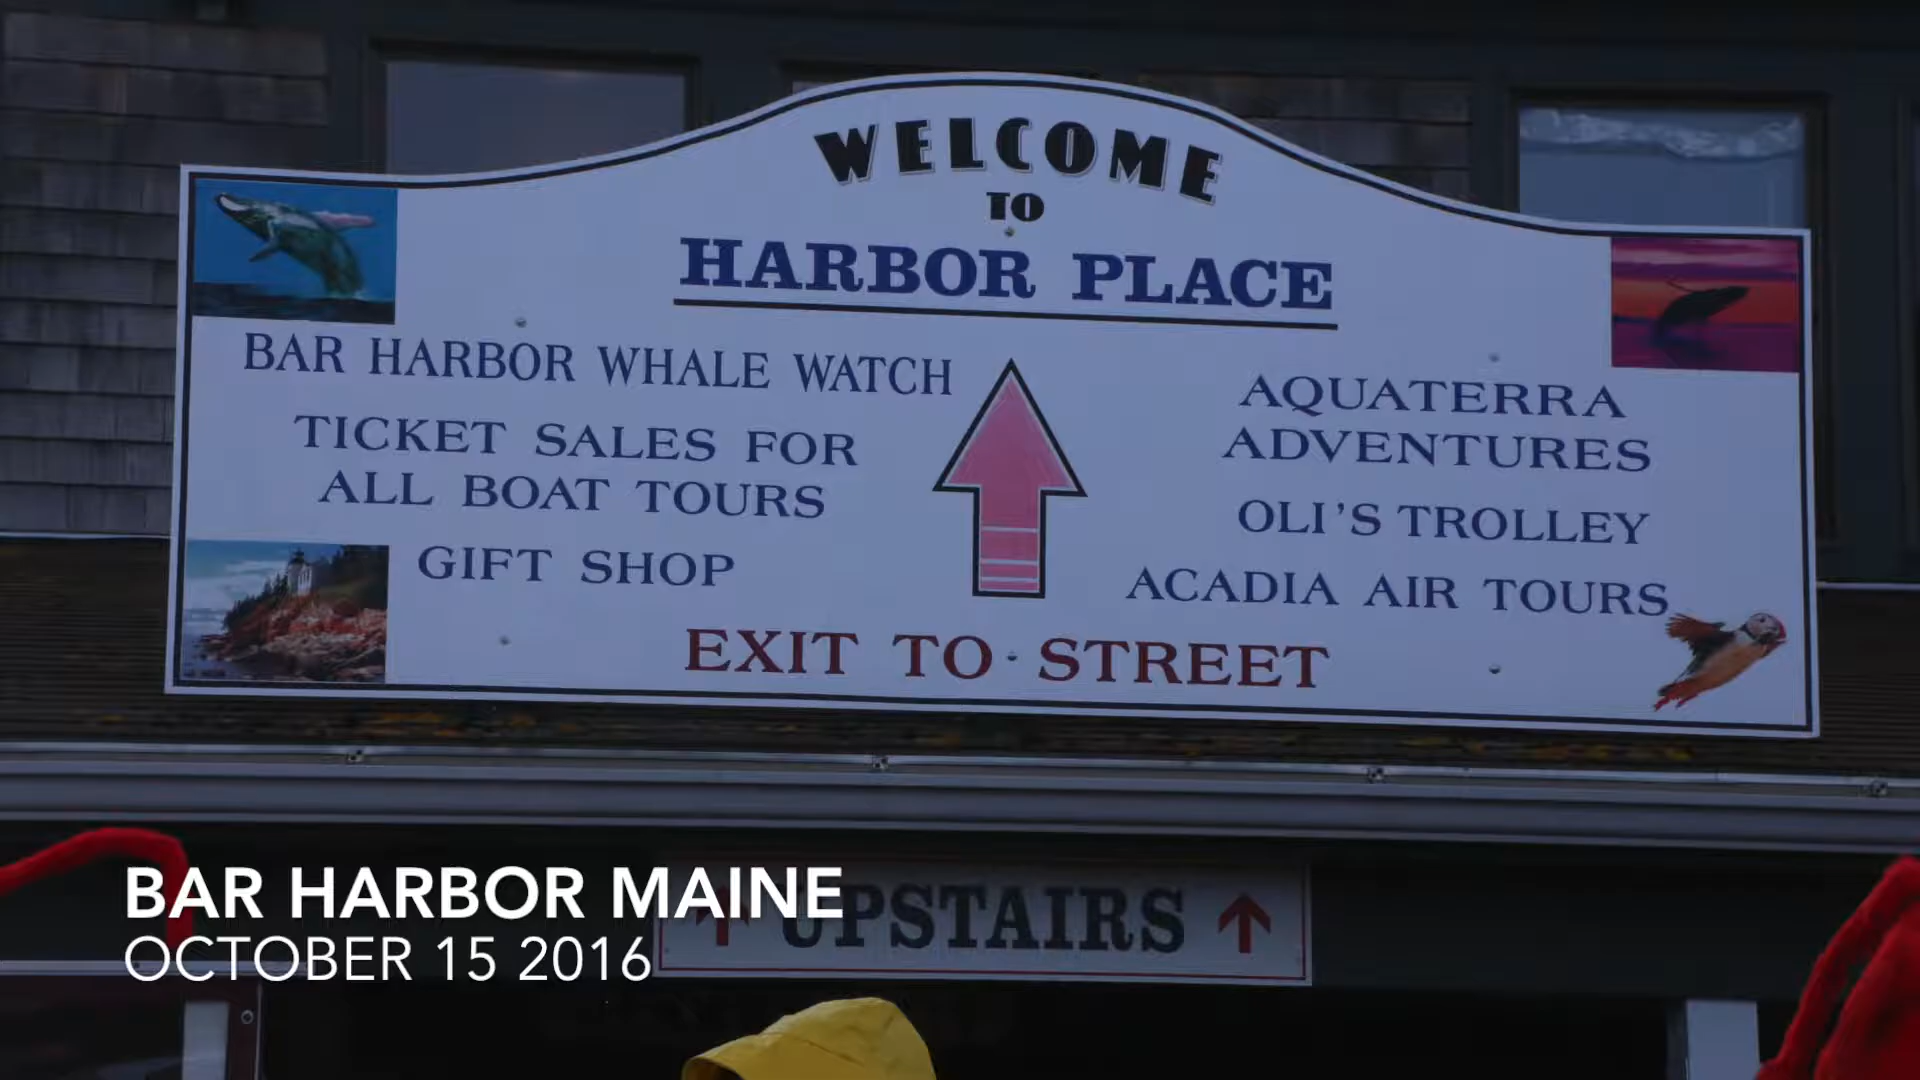 WELCOME
TO
HARBOR PLACE
BAR HARBOR WHALE WATCH
TICKET SALES FOR
ALL BOAT TOURS
GIFT SHOP
AQUATERRA
ADVENTURES
OLI'S TROLLEY
ACADIA AIR TOURS
EXIT TO STREET
UPSTAIRS
BAR HARBOR MAINE
OCTOBER 15 2016